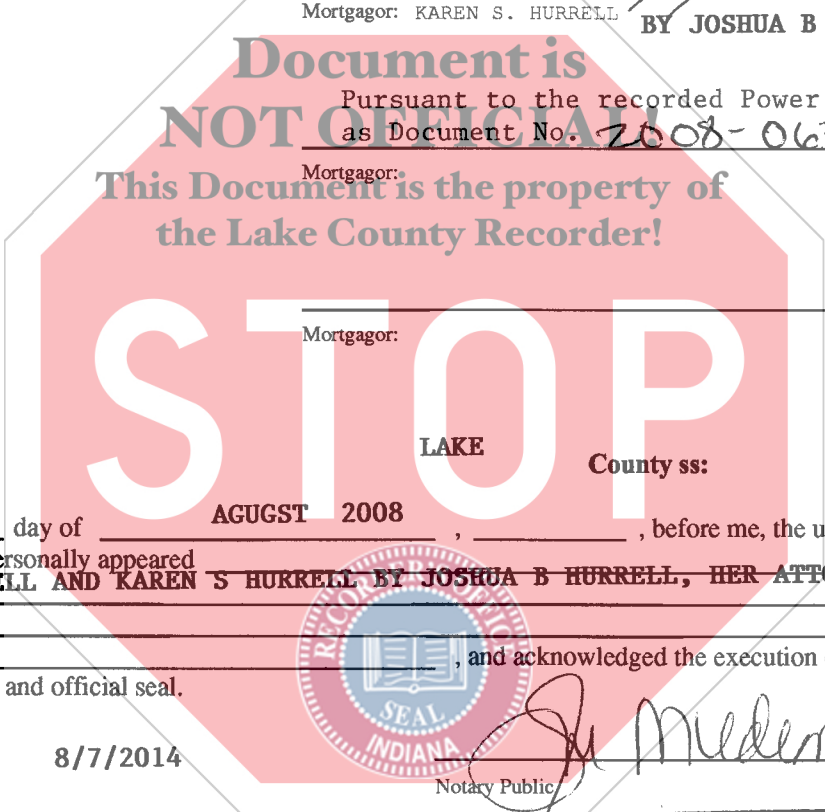 Mortgagor: KAREN S. HURRELL BY JOSHUA B
Document is
Pursuant to the recorded Power
NOT OFFICIAL!
as Document No. 2008-06
Mortgagor:
This Document is the property of
the Lake County Recorder!
STOP
Mortgagor:
LAKE County ss:
day of AGUGST 2008 , , before me, the u
ersonally appeared
ELL AND KAREN S HURRELL BY JOSHUA B HURRELL, HER ATTO
, and acknowledged the execution
and official seal.
RECORDER'S OFFICE
SEAL
INDIANA
8/7/2014
Notary Public